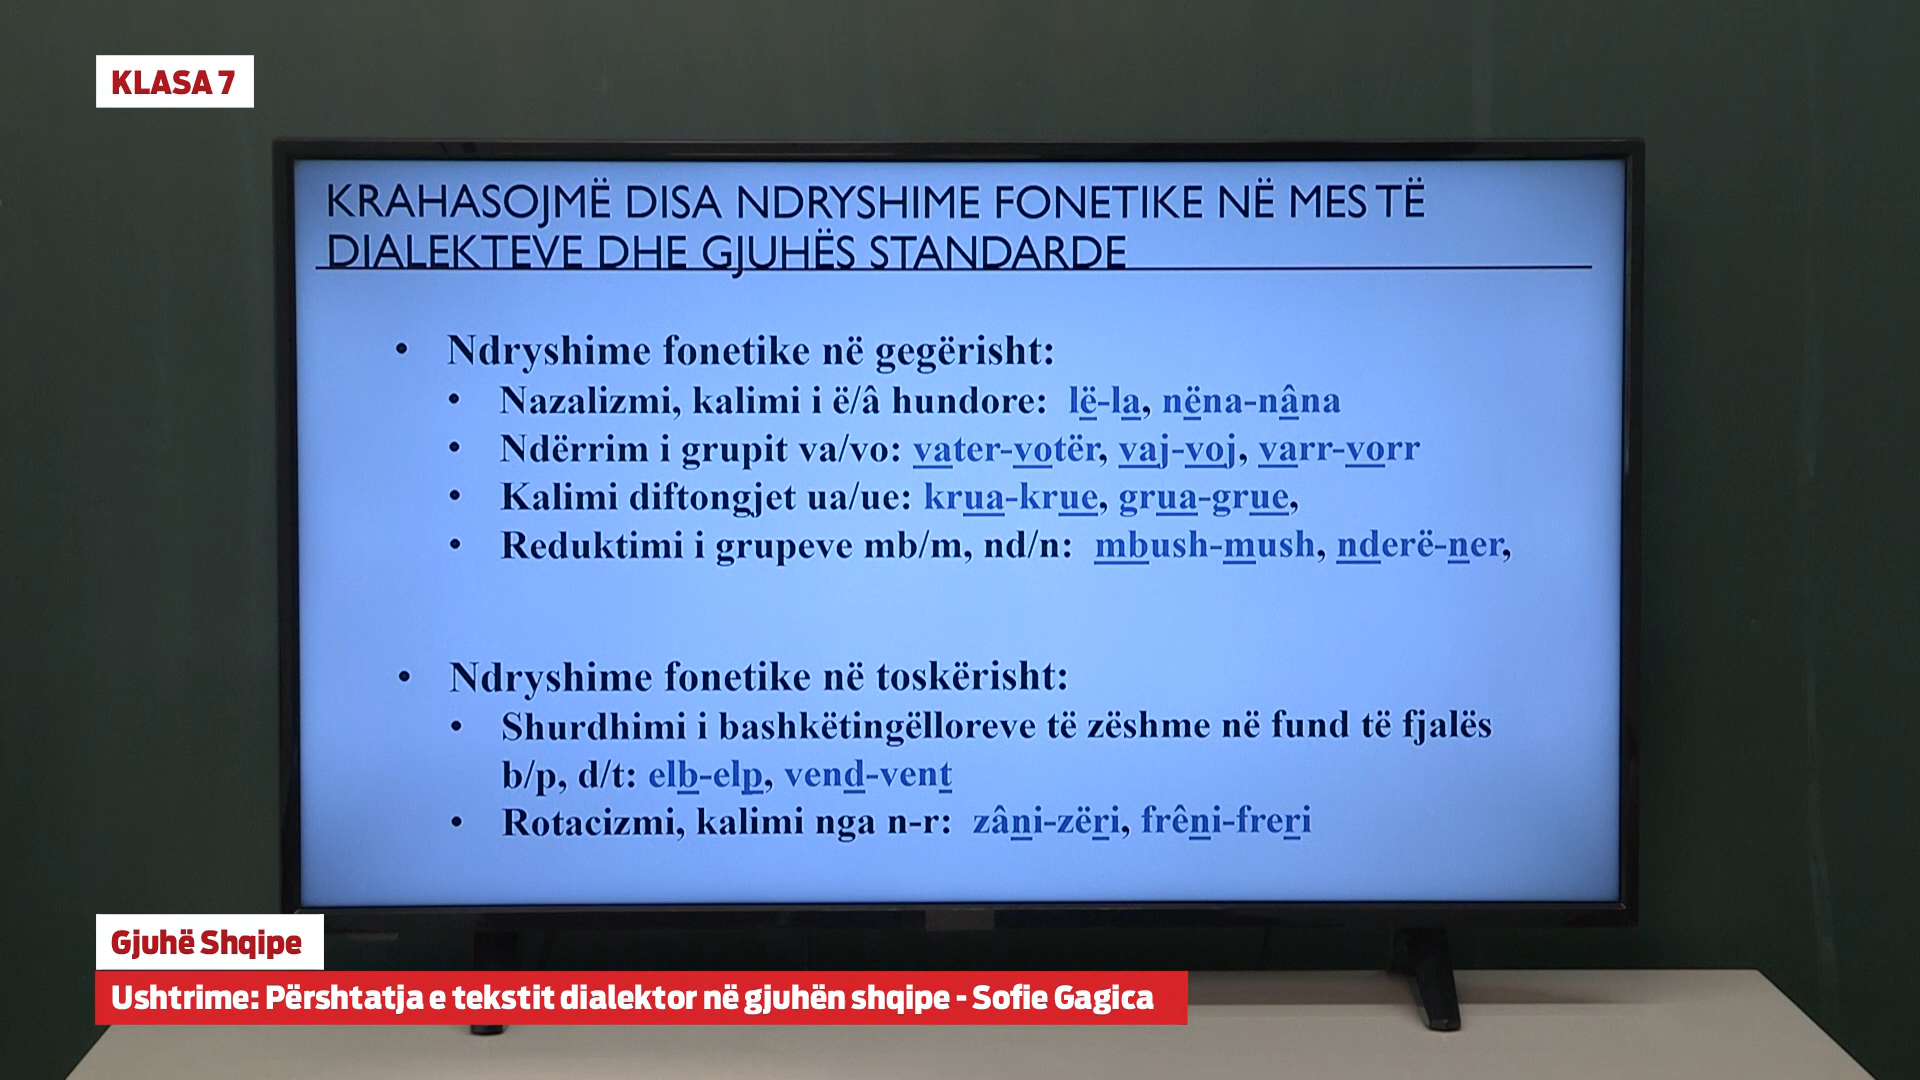 KLASA 7
KRAHASOJMË DISA NDRYSHIME FONETIKE NË MES TË
DIALEKTEVE DHE GJUHËS STANDARDE
• Ndryshime fonetike në gegërisht:
• Nazalizmi, kalimi i ë/â hundore: lë-la, nëna-nâna
• Ndërrim i grupit va/vo: vater-votër, vaj-voj, varr-vorr
• Kalimi diftongjet ua/ue: krua-krue, grua-grue,
• Reduktimi i grupeve mb/m, nd/n: mbush-mush, nderë-ner,
• Ndryshime fonetike në toskërisht:
• Shurdhimi i bashkëtingëlloreve të zëshme në fund të fjalës
b/p, d/t: elb-elp, vend-vent
• Rotacizmi, kalimi nga n-r: zâni-zëri, frêni-freri
Gjuhë Shqipe
Ushtrime: Përshtatja e tekstit dialektor në gjuhën shqipe - Sofie Gagica